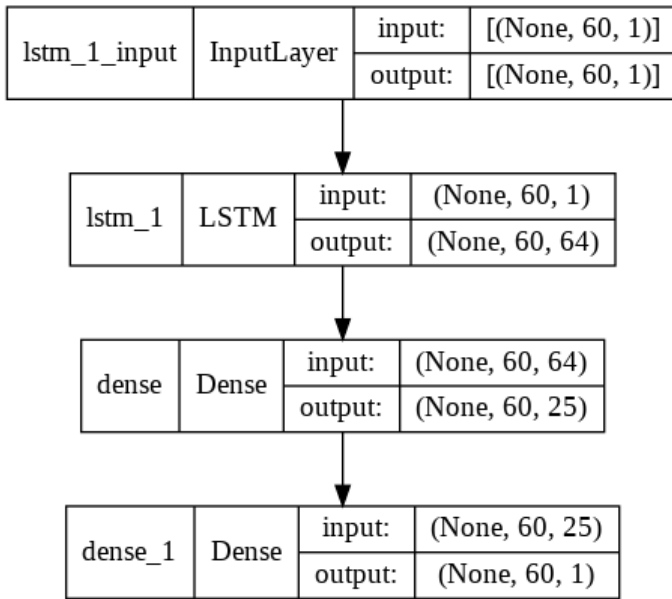 lstm_1_input InputLayer input: [(None, 60, 1)]
output: [(None, 60, 1)]
lstm_1 LSTM input: (None, 60, 1)
output: (None, 60, 64)
dense Dense input: (None, 60, 64)
output: (None, 60, 25)
dense_1 Dense input: (None, 60, 25)
output: (None, 60, 1)